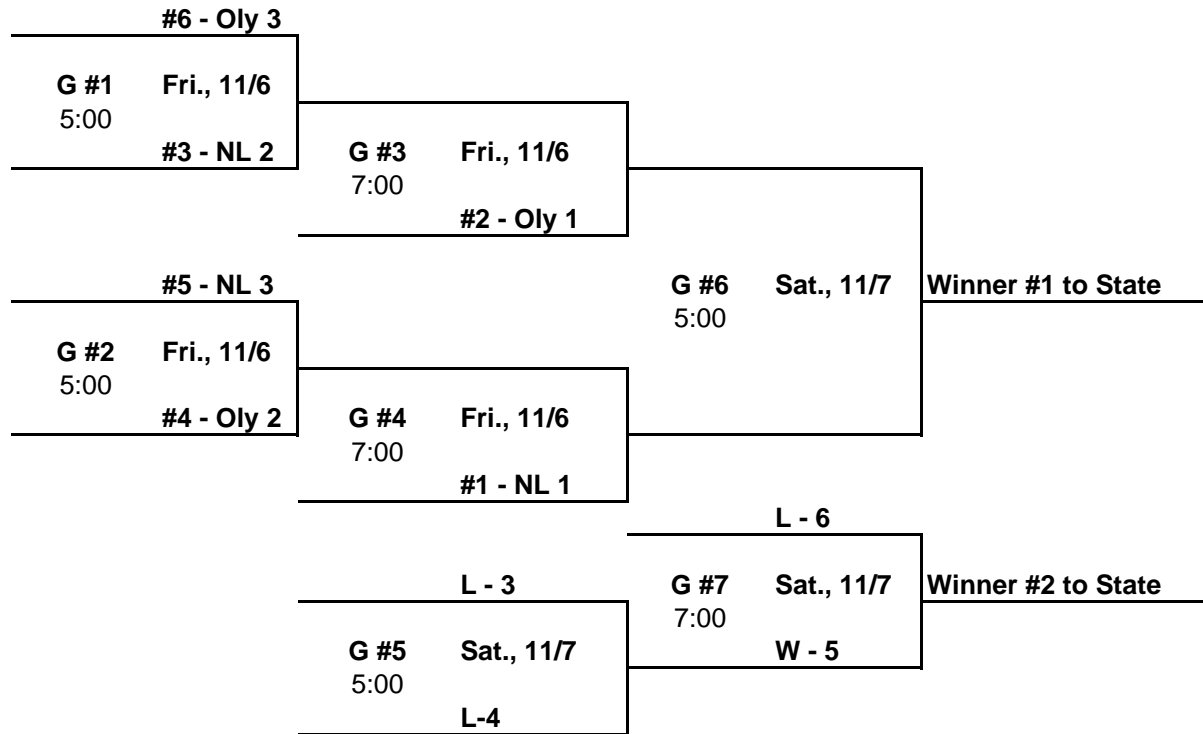 #6 - Oly 3
G #1 Fri., 11/6
5:00
#3 - NL 2
G #3 Fri., 11/6
7:00
#2 - Oly 1
#5 - NL 3
G #6 Sat., 11/7 Winner #1 to State
5:00
G #2 Fri., 11/6
5:00
#4 - Oly 2
G #4 Fri., 11/6
7:00
#1 - NL 1
L - 6
L - 3
G #7 Sat., 11/7 Winner #2 to State
7:00
G #5 Sat., 11/7
5:00
W - 5
L-4